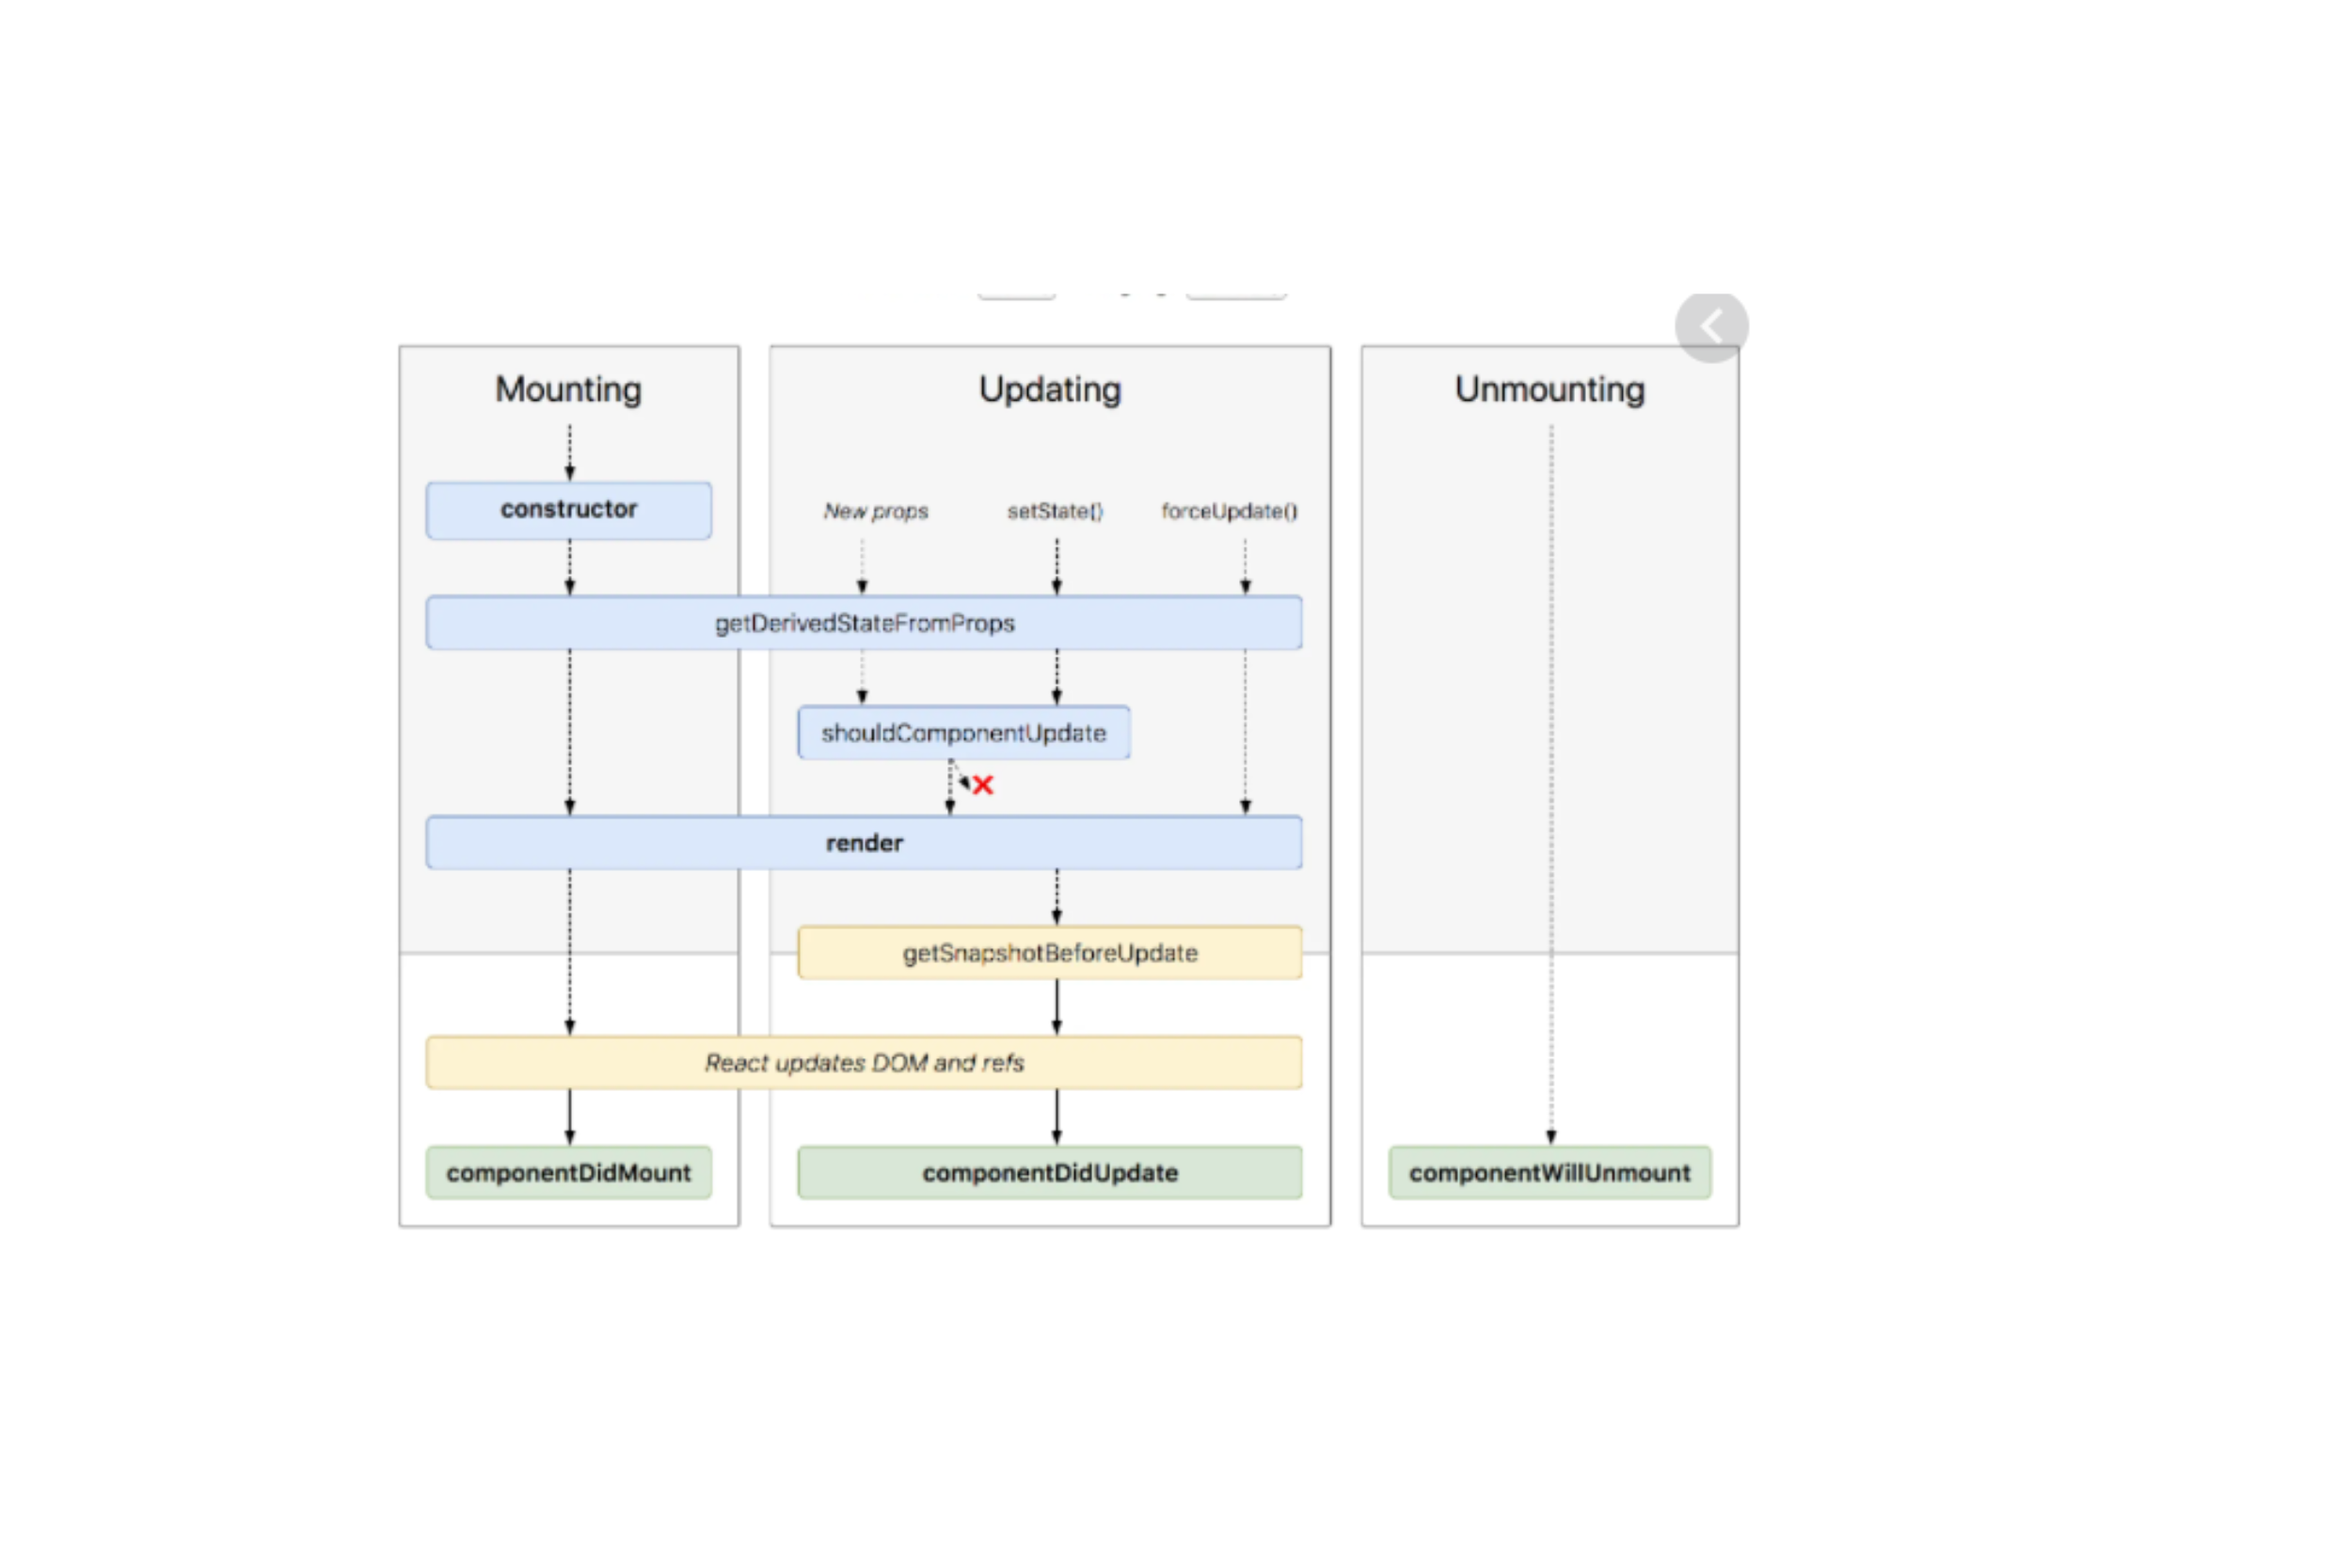 Mounting
Updating
Unmounting
constructor
New props
setState()
forceUpdate()
getDerivedStateFromProps
shouldComponentUpdate
render
getSnapshotBeforeUpdate
React updates DOM and refs
componentDidMount
componentDidUpdate
componentWillUnmount